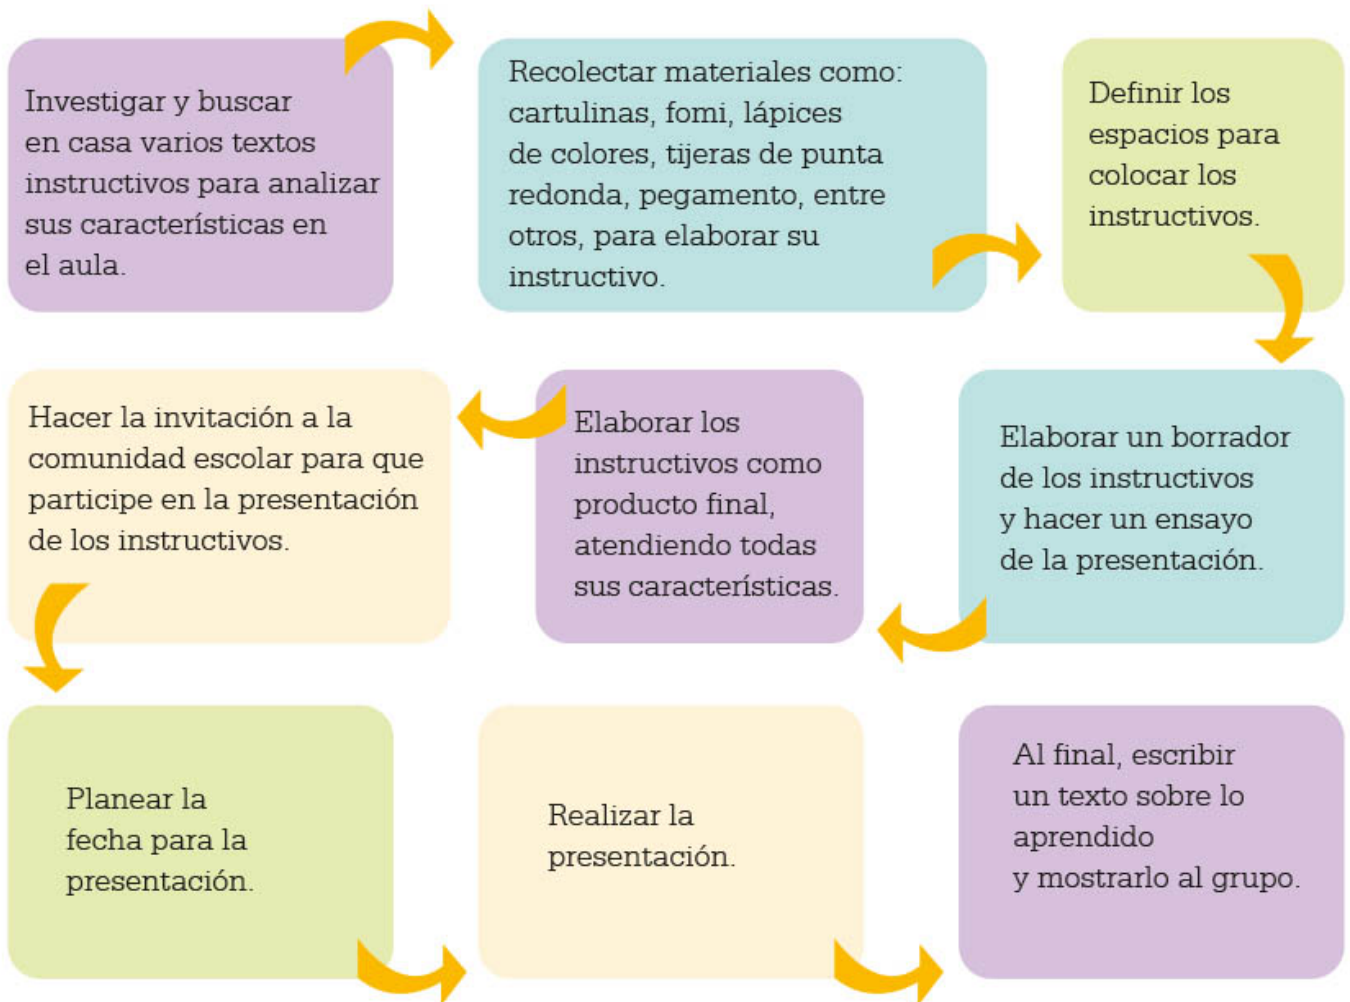 Investigar y buscar
en casa varios textos
instructivos para analizar
sus características en
el aula.
Recolectar materiales como:
cartulinas, fomi, lápices
de colores, tijeras de punta
redonda, pegamento, entre
otros, para elaborar su
instructivo.
Definir los
espacios para
colocar los
instructivos.
Elaborar un borrador
de los instructivos
y hacer un ensayo
de la presentación.
Elaborar los
instructivos como
producto final,
atendiendo todas
sus características.
Hacer la invitación a la
comunidad escolar para que
participe en la presentación
de los instructivos.
Planear la
fecha para la
presentación.
Realizar la
presentación.
Al final, escribir
un texto sobre lo
aprendido
y mostrarlo al grupo.